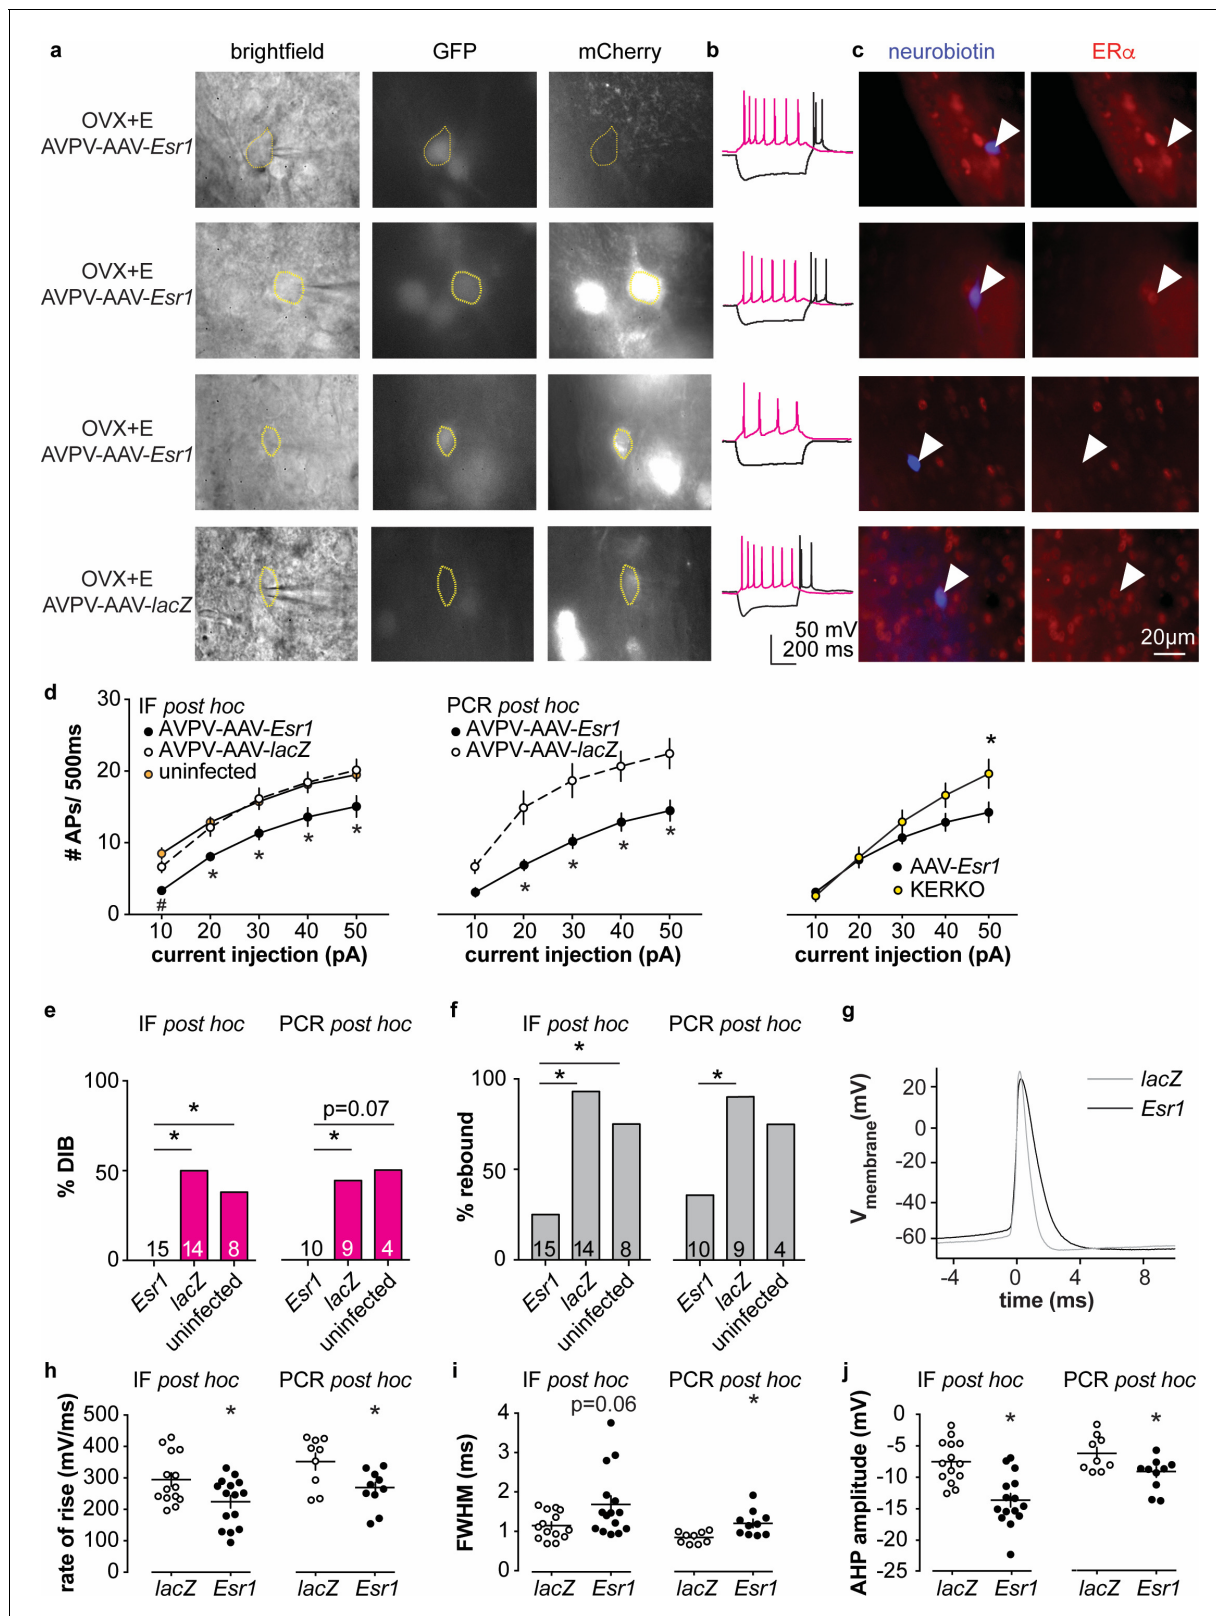 a brightfield GFP mCherry b c neurobiotin ERα
OVX+E
AVPV-AAV-Esr1
OVX+E
AVPV-AAV-Esr1
OVX+E
AVPV-AAV-Esr1
OVX+E
AVPV-AAV-lacZ
50 mV
200 ms
20µm
d
# APs/ 500ms
30
20
10
0
IF post hoc
AVPV-AAV-Esr1
AVPV-AAV-lacZ
uninfected
* * * *
#
10 20 30 40 50
current injection (pA)
PCR post hoc
AVPV-AAV-Esr1
AVPV-AAV-lacZ
* * * *
10 20 30 40 50
current injection (pA)
*
AAV-Esr1
KERKO
10 20 30 40 50
current injection (pA)
e
IF post hoc PCR post hoc
% DIB
100
50
0
*
*
p=0.07
*
15 14 8 10 9 4
Esr1 lacZ uninfected Esr1 lacZ uninfected
f
IF post hoc PCR post hoc
% rebound
100
50
0
*
*
*
15 14 8 10 9 4
Esr1 lacZ uninfected Esr1 lacZ uninfected
g
Vmembrane(mV)
20
0
-20
-40
-60
lacZ
Esr1
-4 0 4 8
time (ms)
h
IF post hoc PCR post hoc
rate of rise (mV/ms)
500
400
300
200
100
0
* *
lacZ Esr1 lacZ Esr1
i
IF post hoc PCR post hoc
p=0.06 *
FWHM (ms)
4
3
2
1
0
lacZ Esr1 lacZ Esr1
j
IF post hoc PCR post hoc
AHP amplitude (mV)
0
-5
-10
-15
-20
-25
* *
lacZ Esr1 lacZ Esr1